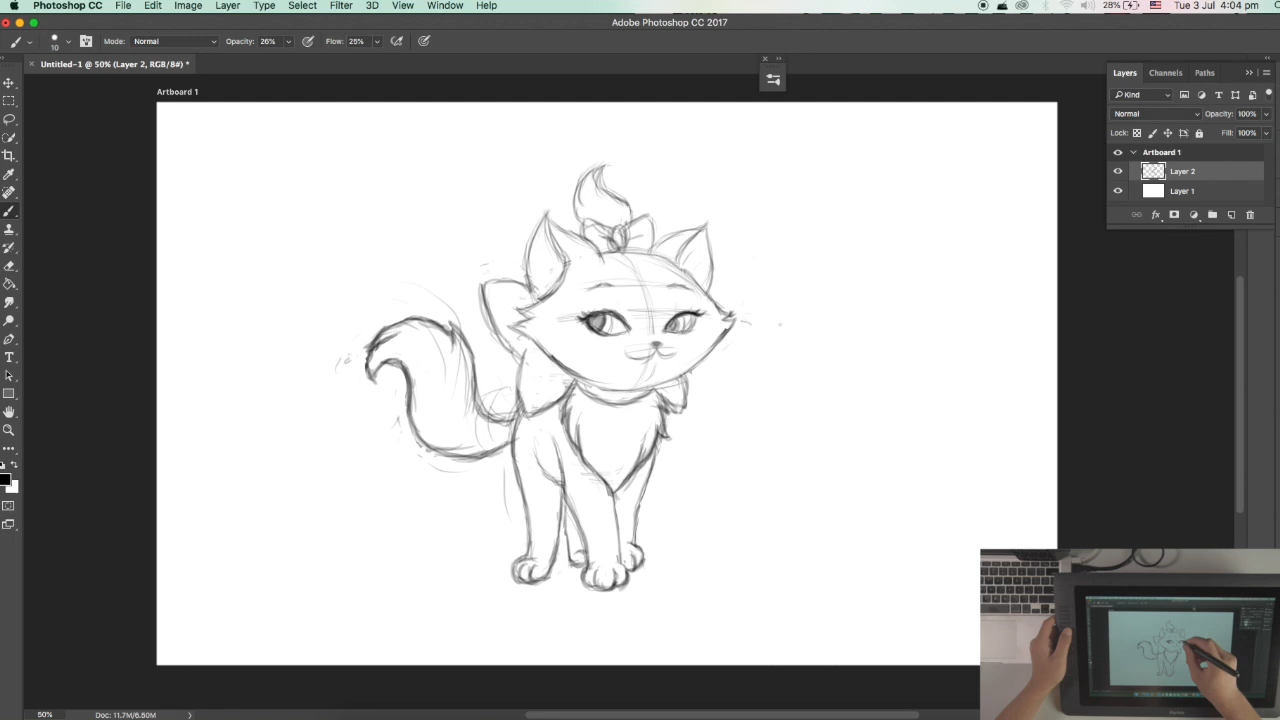 Photoshop CC File Edit Image Layer Type Select Filter 3D View Window Help 28% Tue 3 Jul 4:04 pm
Adobe Photoshop CC 2017
10 Mode: Normal Opacity: 26% Flow: 25%
Untitled-1 @ 50% (Layer 2, RGB/8#) *
Artboard 1
Layers Channels Paths
Kind
Normal Opacity: 100%
Lock: Fill: 100%
Artboard 1
Layer 2
Layer 1
50% Doc: 11.7M/6.50M